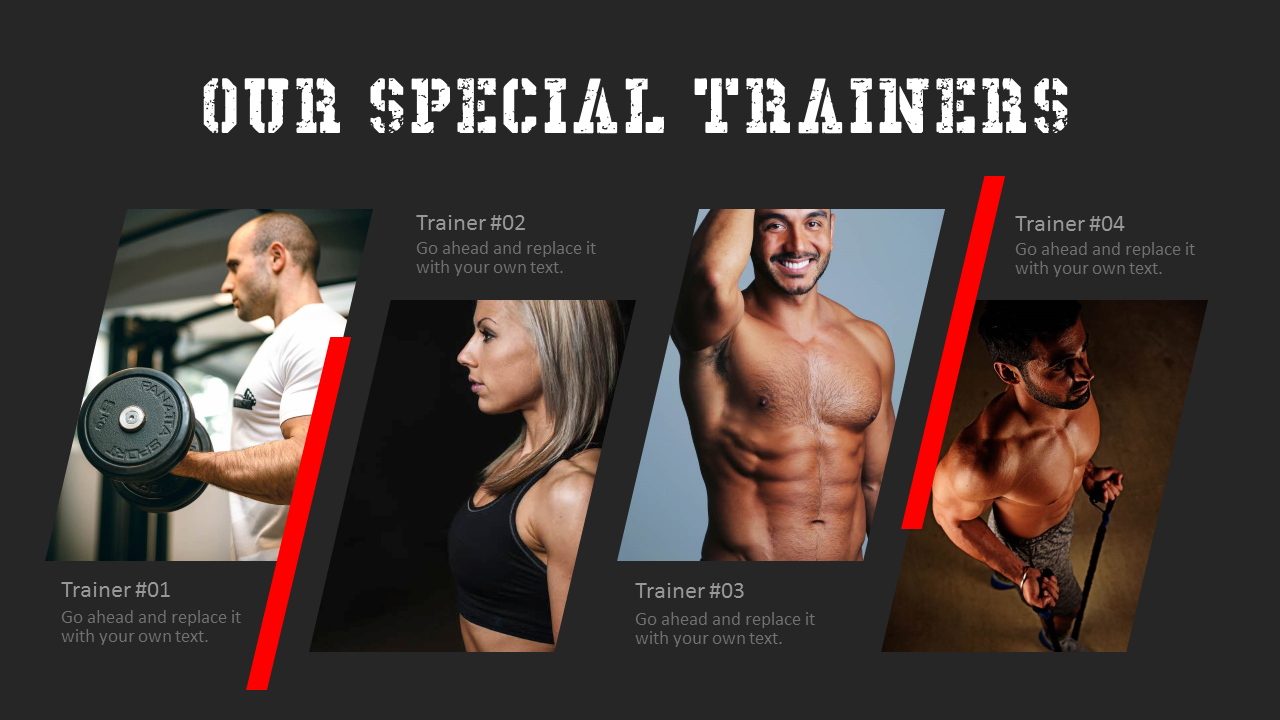 OUR SPECIAL TRAINERS
Trainer #02
Go ahead and replace it
with your own text.
Trainer #04
Go ahead and replace it
with your own text.
PANATTA SPORT
Trainer #01
Go ahead and replace it
with your own text.
Trainer #03
Go ahead and replace it
with your own text.